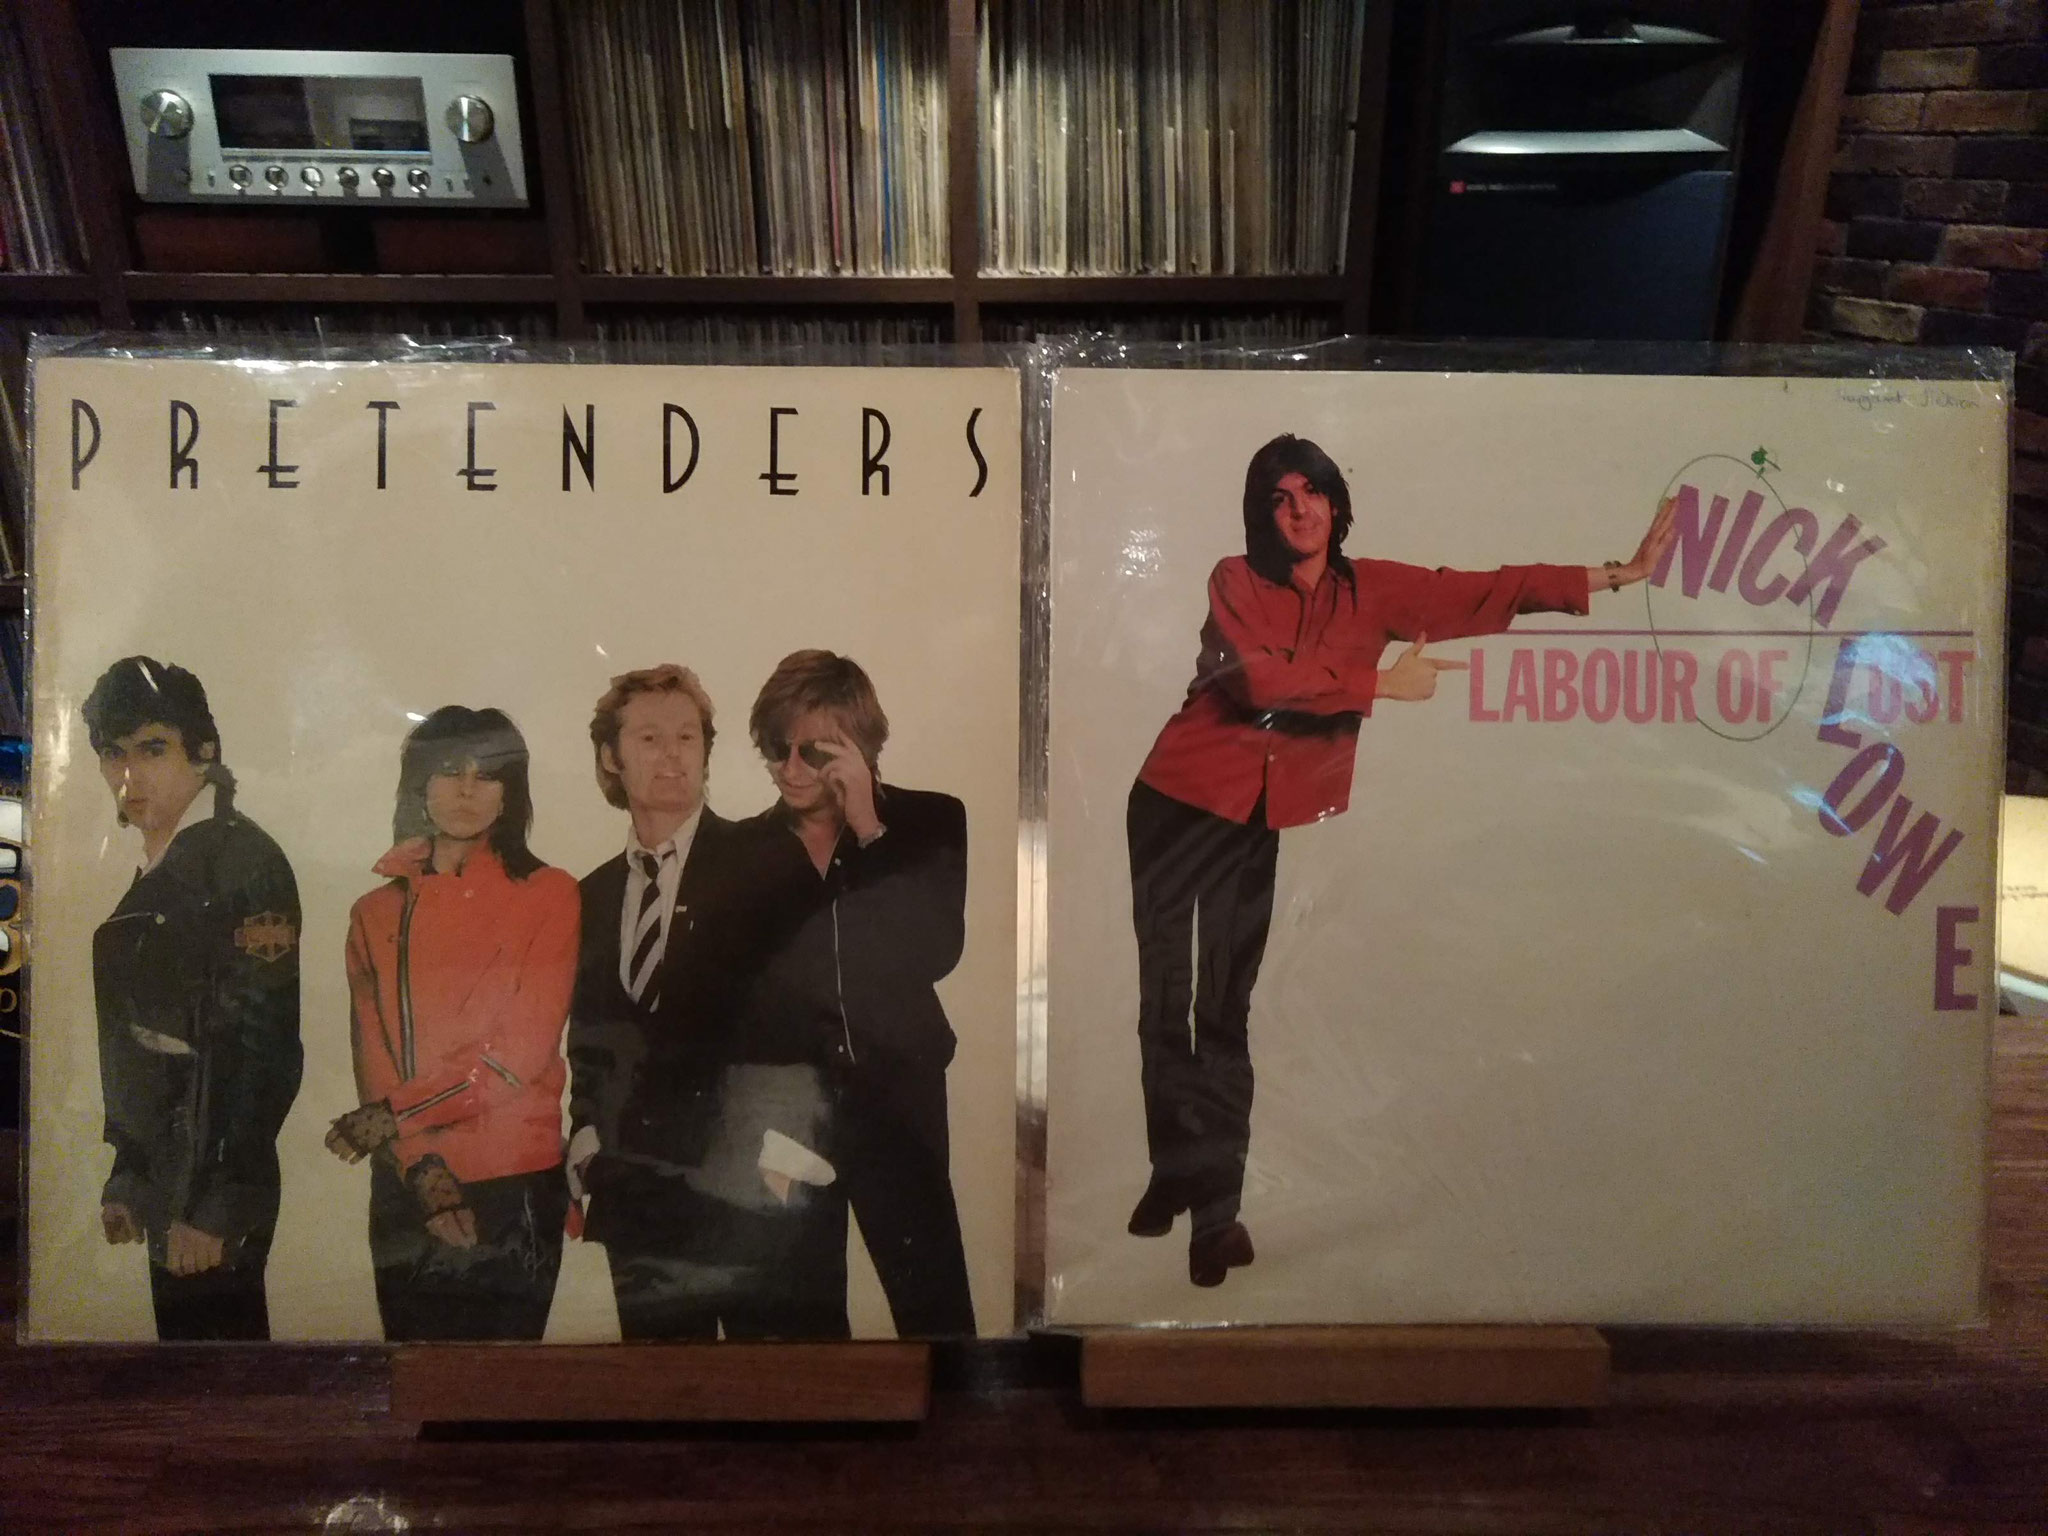 PRETENDERS
NICK
LABOUR OF LUST
LOWE